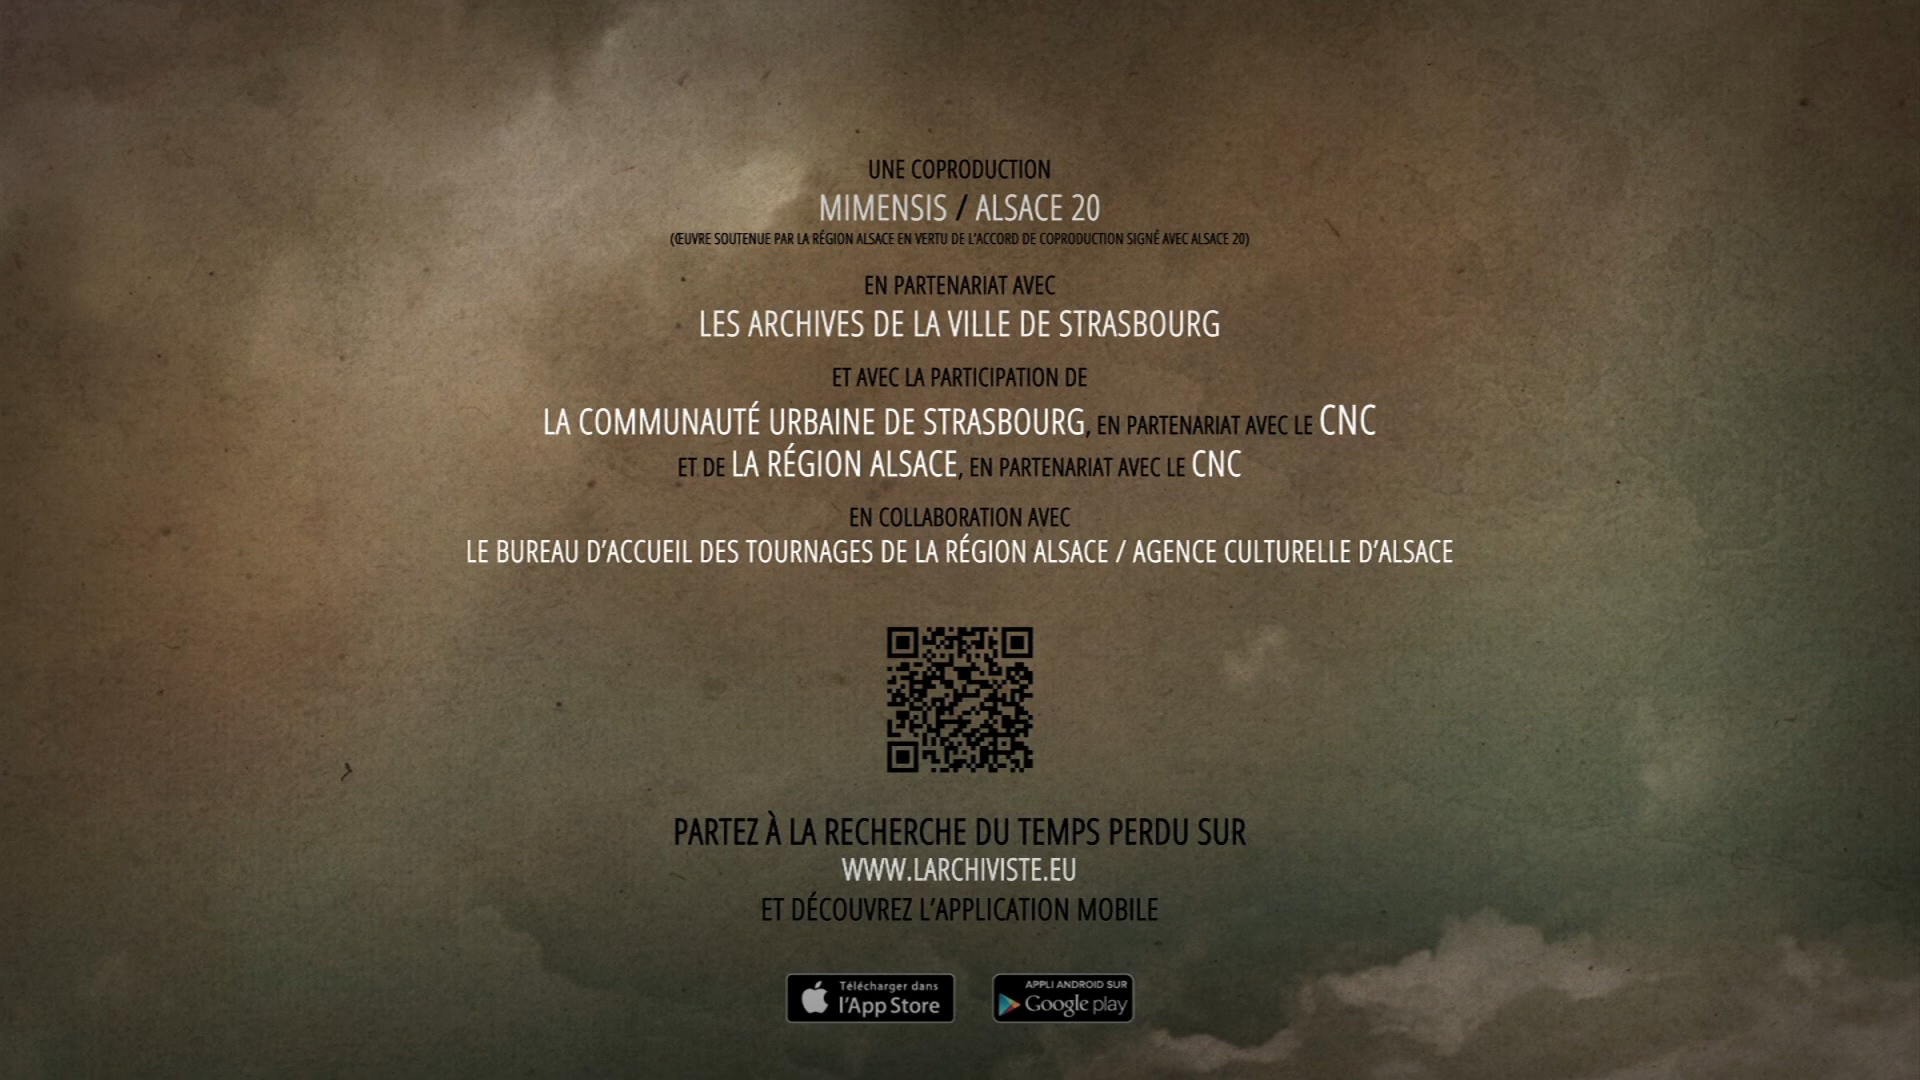 UNE COPRODUCTION
MIMENSIS / ALSACE 20
(ŒUVRE SOUTENUE PAR LA RÉGION ALSACE EN VERTU DE L'ACCORD DE COPRODUCTION SIGNÉ AVEC ALSACE 20)
EN PARTENARIAT AVEC
LES ARCHIVES DE LA VILLE DE STRASBOURG
ET AVEC LA PARTICIPATION DE
LA COMMUNAUTÉ URBAINE DE STRASBOURG, EN PARTENARIAT AVEC LE CNC
ET DE LA RÉGION ALSACE, EN PARTENARIAT AVEC LE CNC
EN COLLABORATION AVEC
LE BUREAU D'ACCUEIL DES TOURNAGES DE LA RÉGION ALSACE / AGENCE CULTURELLE D'ALSACE
PARTEZ À LA RECHERCHE DU TEMPS PERDU SUR
WWW.LARCHIVISTE.EU
ET DÉCOUVREZ L'APPLICATION MOBILE
Télécharger dans
l'App Store
APPLI ANDROID SUR
Google play